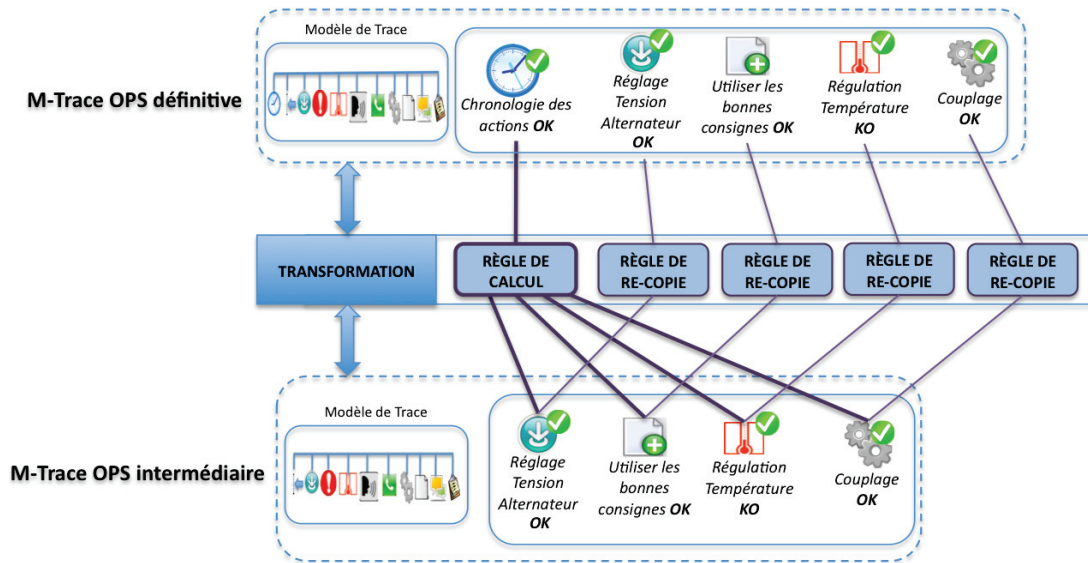 Modèle de Trace
M-Trace OPS définitive
Chronologie des
actions OK
Réglage
Tension
Alternateur
OK
Utiliser les
bonnes
consignes OK
Régulation
Température
KO
Couplage
OK
TRANSFORMATION
RÈGLE DE
CALCUL
RÈGLE DE
RE-COPIE
RÈGLE DE
RE-COPIE
RÈGLE DE
RE-COPIE
RÈGLE DE
RE-COPIE
Modèle de Trace
M-Trace OPS intermédiaire
Réglage
Tension
Alternateur
OK
Utiliser les
bonnes
consignes OK
Régulation
Température
KO
Couplage
OK